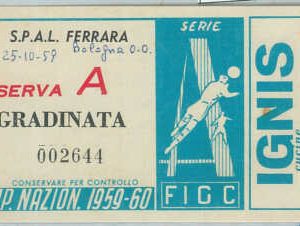 S.P.A.L. FERRARA
25-10-59 Bologna 0.0.
SERVA A
GRADINATA
002644
CONSERVARE PER CONTROLLO
P. NAZION. 1959-60
SERIE
A
FIGC
IGNIS